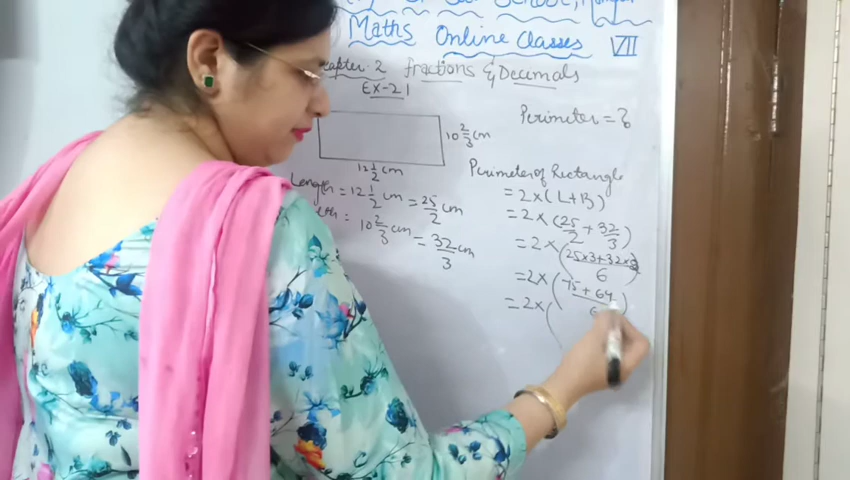 School,
Maths Online Classes VII
Chapter-2 fractions & Decimals
Ex-2.1
Perimeter = ?
10 2/3 cm
12 1/2 cm
Length = 12 1/2 cm = 25/2 cm
10 2/3 cm = 32/3 cm
Perimeter of Rectangle
= 2 x (L+B)
= 2 x (25/2 + 32/3)
= 2 x (25x3+32x2/6)
= 2 x (75+64/6)
= 2 x (